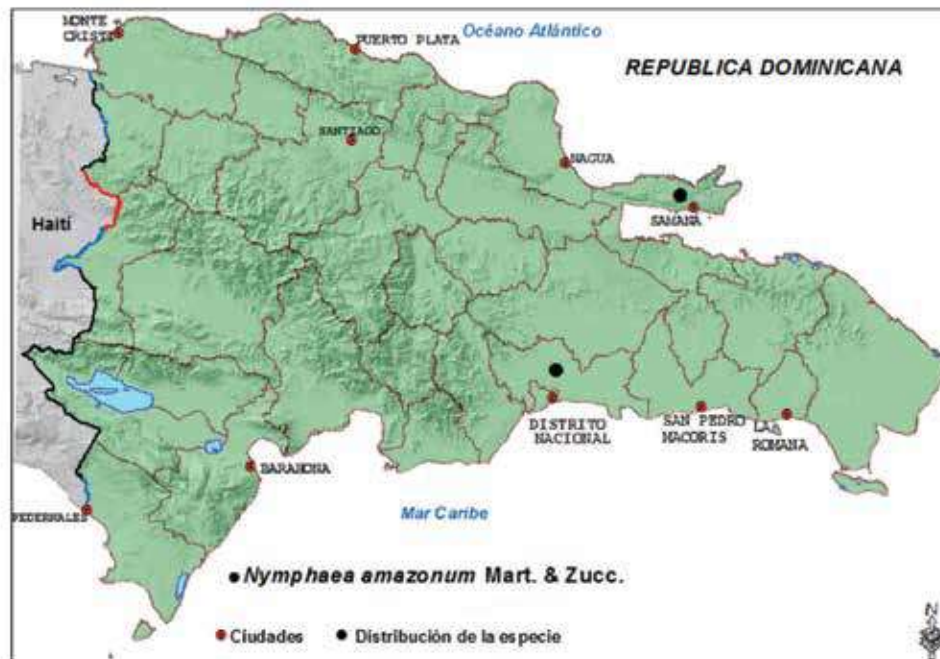 MONTE
CRISTI
PUERTO PLATA
Océano Atlántico
REPUBLICA DOMINICANA
SANTIAGO
NAGUA
Haití
SAMANA
DISTRITO
NACIONAL
SAN PEDRO
MACORIS
LA
ROMANA
BARAHONA
PEDERNALES
Mar Caribe
Nymphaea amazonum Mart. & Zucc.
Ciudades
Distribución de la especie
N